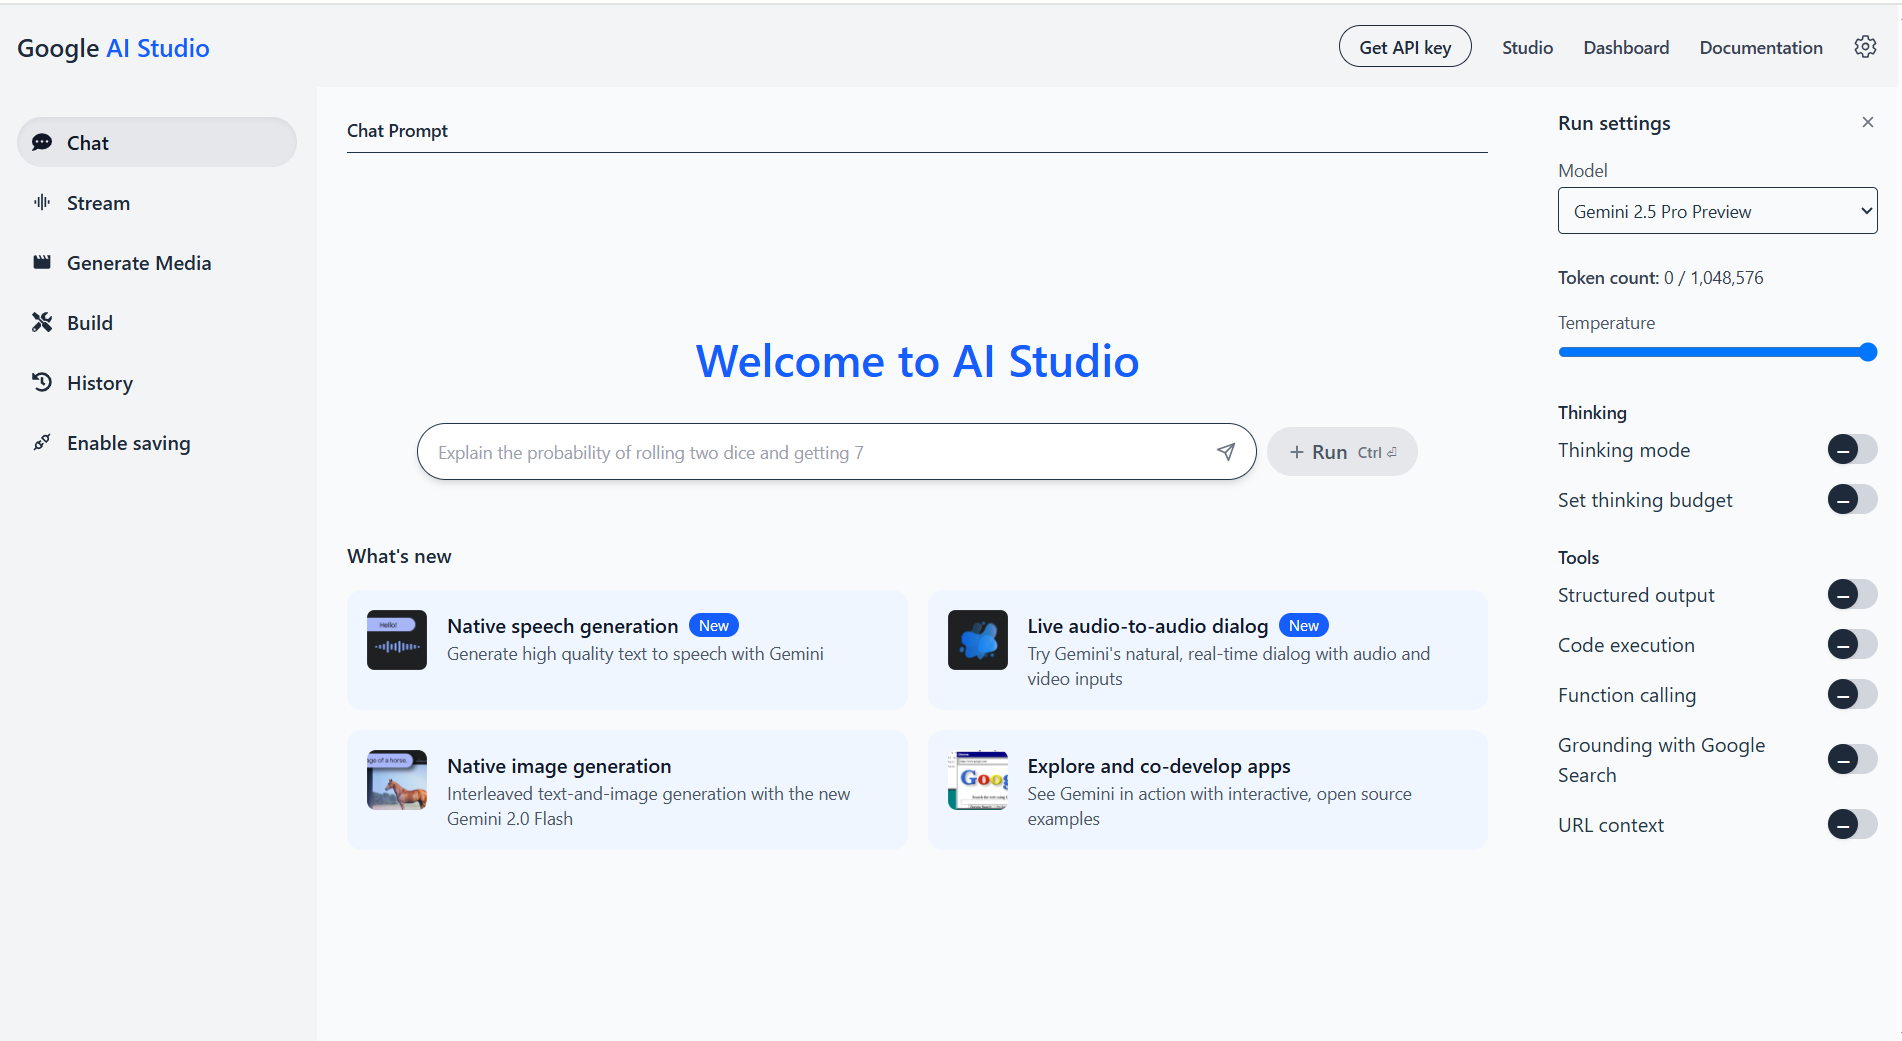 Google AI Studio
Get API key
Studio
Dashboard
Documentation
Chat
Stream
Generate Media
Build
History
Enable saving
Chat Prompt
Welcome to AI Studio
Explain the probability of rolling two dice and getting 7
+ Run Ctrl ⏎
What's new
Hello!
Native speech generation New
Generate high quality text to speech with Gemini
Live audio-to-audio dialog New
Try Gemini's natural, real-time dialog with audio and
video inputs
age of a horse.
Native image generation
Interleaved text-and-image generation with the new
Gemini 2.0 Flash
Goog
Explore and co-develop apps
See Gemini in action with interactive, open source
examples
Run settings
Model
Gemini 2.5 Pro Preview
Token count: 0 / 1,048,576
Temperature
Thinking
Thinking mode
Set thinking budget
Tools
Structured output
Code execution
Function calling
Grounding with Google
Search
URL context